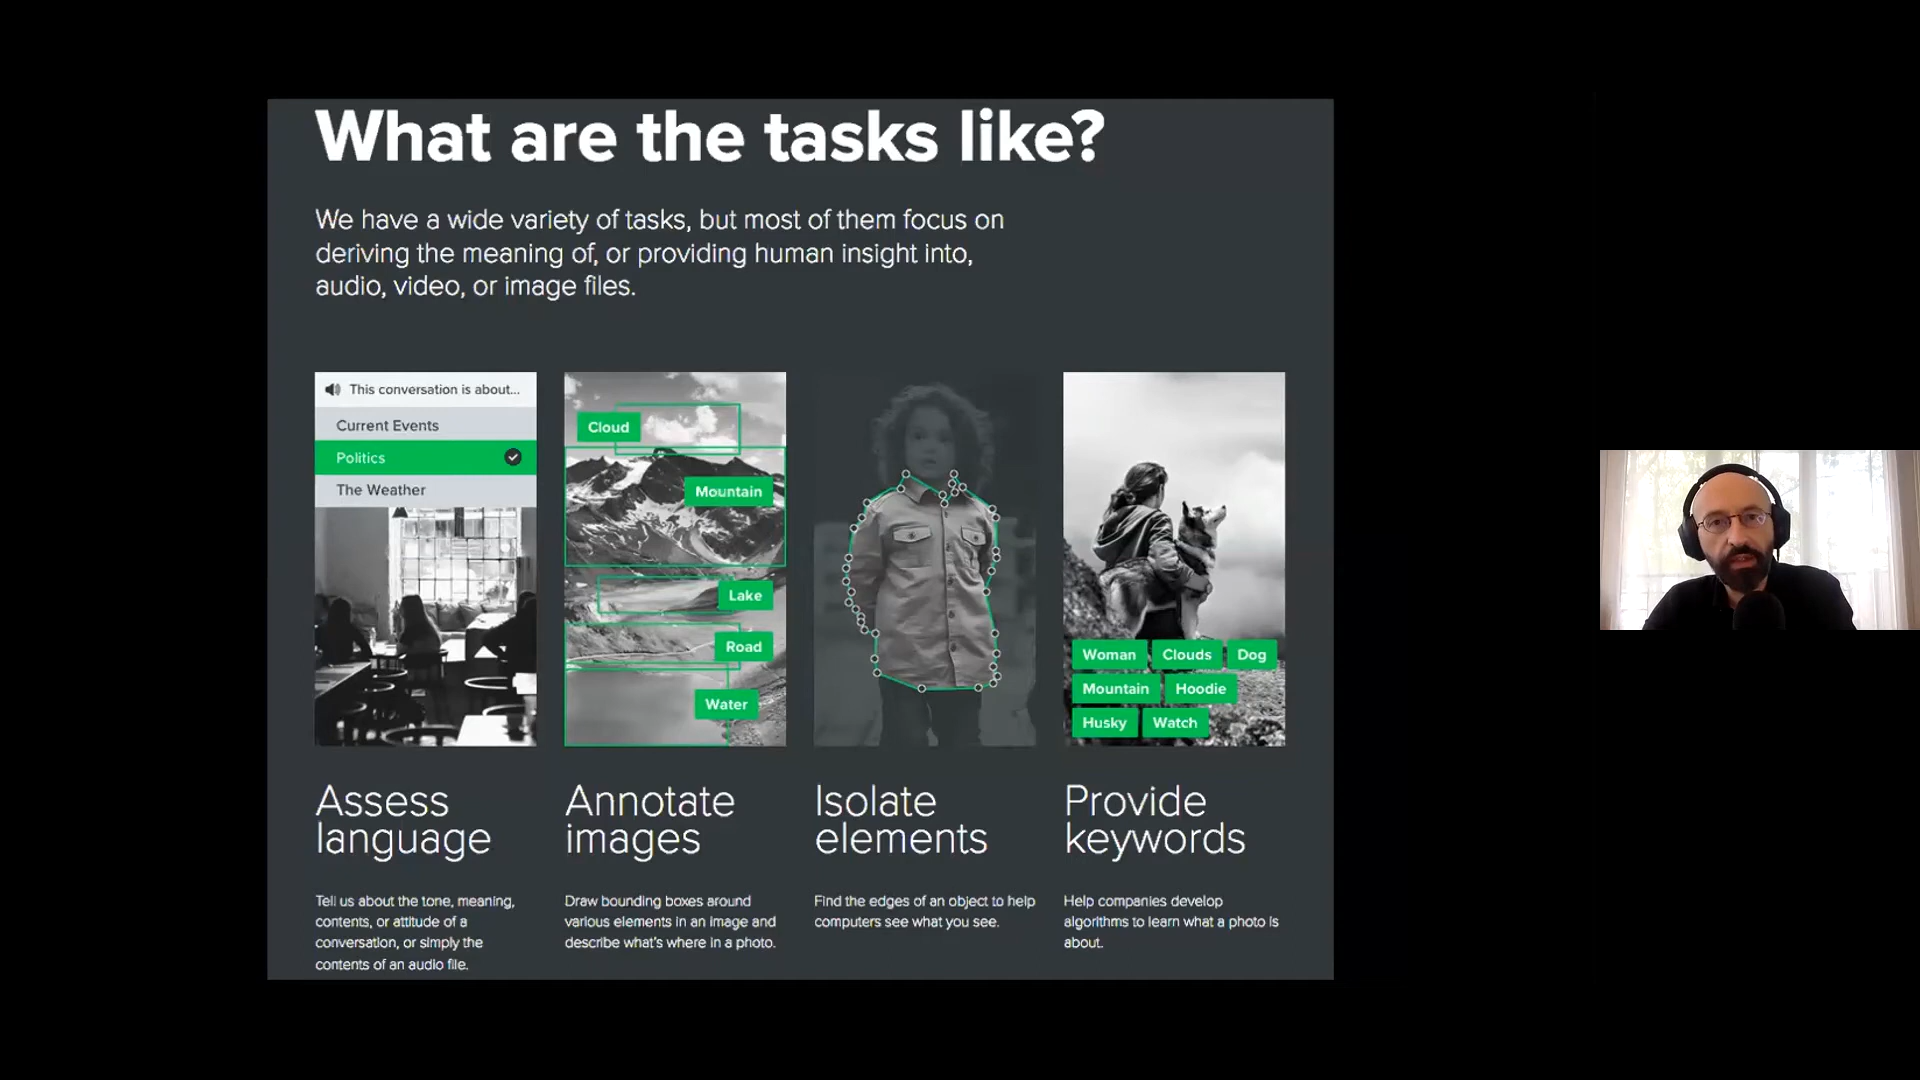 What are the tasks like?
We have a wide variety of tasks, but most of them focus on
deriving the meaning of, or providing human insight into,
audio, video, or image files.
This conversation is about...
Current Events
Politics
The Weather
Cloud
Mountain
Lake
Road
Water
Woman
Clouds
Dog
Mountain
Hoodie
Husky
Watch
Assess
language
Tell us about the tone, meaning,
contents, or attitude of a
conversation, or simply the
contents of an audio file.
Annotate
images
Draw bounding boxes around
various elements in an image and
describe what's where in a photo.
Isolate
elements
Find the edges of an object to help
computers see what you see.
Provide
keywords
Help companies develop
algorithms to learn what a photo is
about.